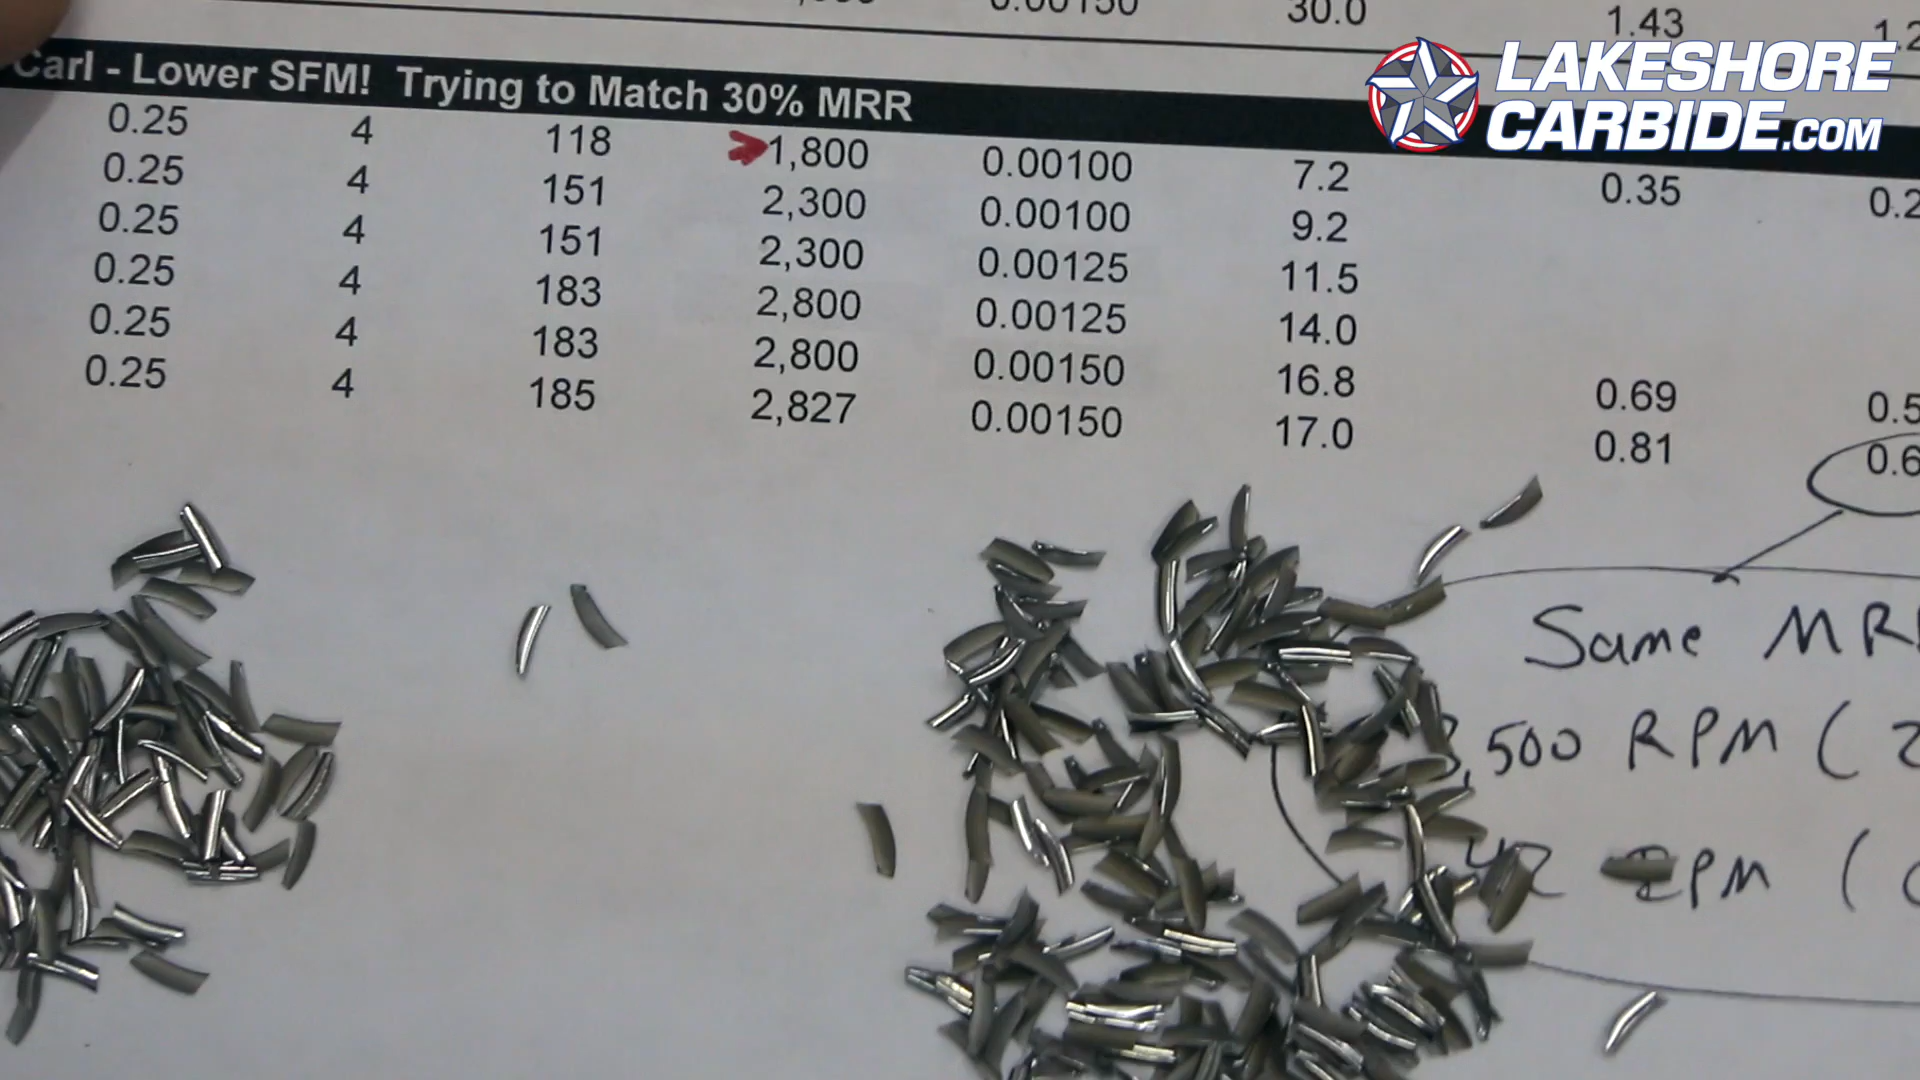 0.00150 30.0 1.43
LAKESHORE
CARBIDE.COM
Carl - Lower SFM! Trying to Match 30% MRR
0.25 4 118 1,800 0.00100 7.2 0.35
0.25 4 151 2,300 0.00100 9.2
0.25 4 151 2,300 0.00125 11.5
0.25 4 183 2,800 0.00125 14.0
0.25 4 183 2,800 0.00150 16.8 0.69
0.25 4 185 2,827 0.00150 17.0 0.81
Same
,500 RPM (